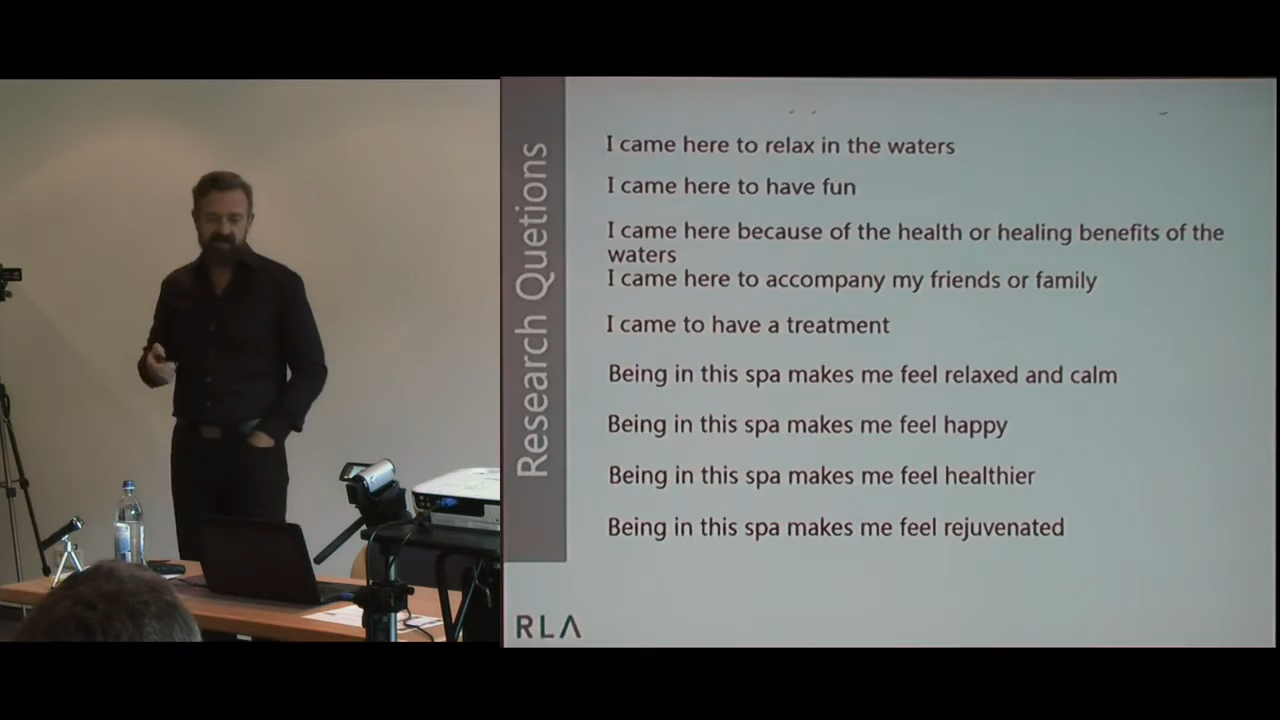 Research Quetions
I came here to relax in the waters
I came here to have fun
I came here because of the health or healing benefits of the
waters
I came here to accompany my friends or family
I came to have a treatment
Being in this spa makes me feel relaxed and calm
Being in this spa makes me feel happy
Being in this spa makes me feel healthier
Being in this spa makes me feel rejuvenated
RLA